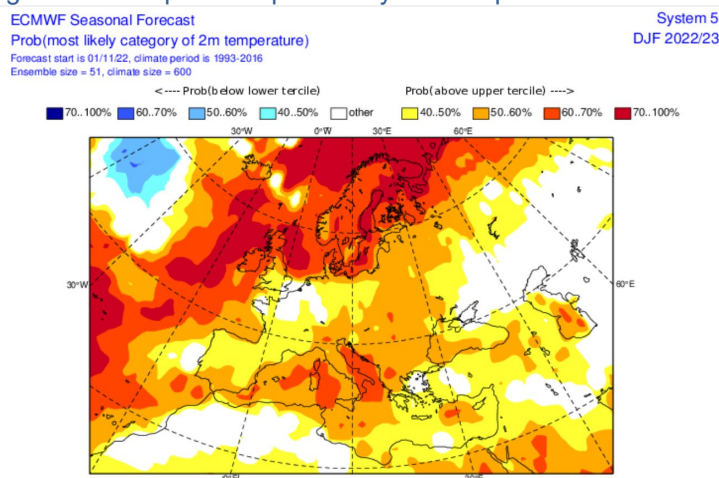 ECMWF Seasonal Forecast
System 5
Prob(most likely category of 2m temperature)
DJF 2022/23
Forecast start is 01/11/22, climate period is 1993-2016
Ensemble size = 51, climate size = 600
<---- Prob(below lower tercile)
Prob(above upper tercile) ---->
70..100%
60..70%
50..60%
40..50%
other
40..50%
50..60%
60..70%
70..100%
30°W
0°W
30°E
60°E
30°W
60°E